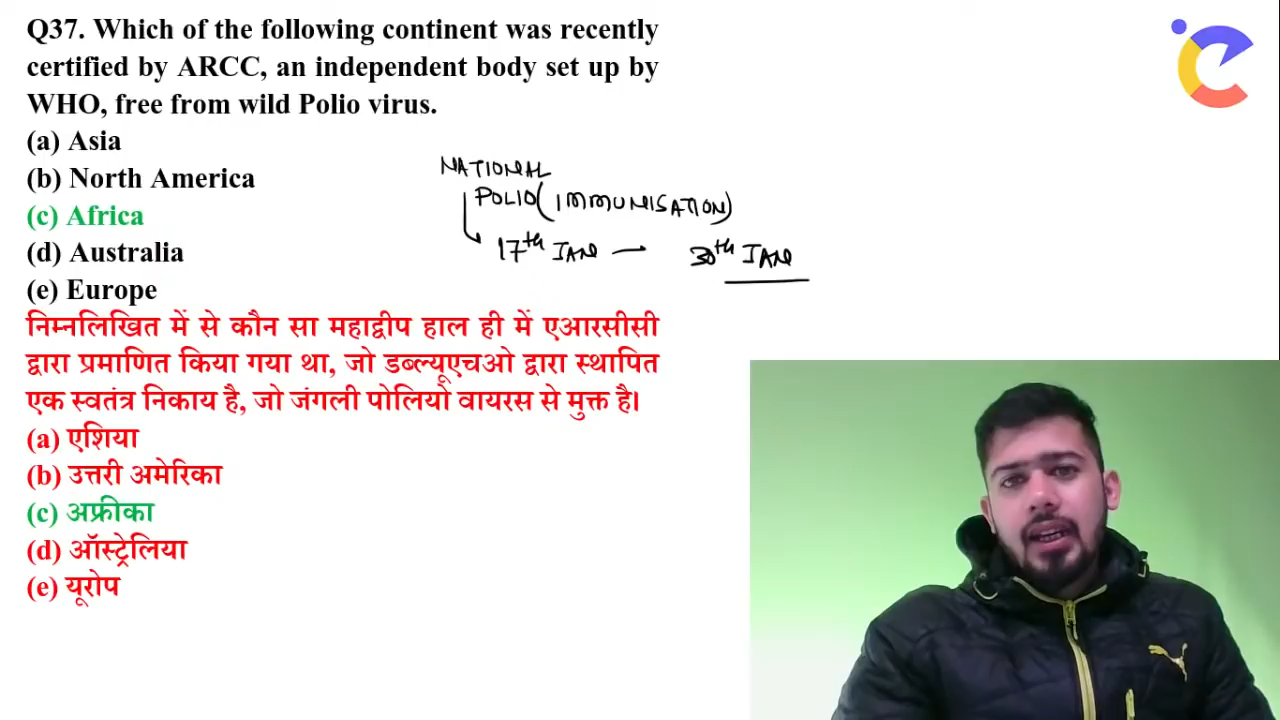 Q37. Which of the following continent was recently
certified by ARCC, an independent body set up by
WHO, free from wild Polio virus.
(a) Asia
(b) North America
(c) Africa
(d) Australia
(e) Europe
NATIONAL
POLIO (IMMUNISATION)
17th JAN — 30th JAN
निम्नलिखित में से कौन सा महाद्वीप हाल ही में एआरसीसी
द्वारा प्रमाणित किया गया था, जो डब्ल्यूएचओ द्वारा स्थापित
एक स्वतंत्र निकाय है, जो जंगली पोलियो वायरस से मुक्त है।
(a) एशिया
(b) उत्तरी अमेरिका
(c) अफ्रीका
(d) ऑस्ट्रेलिया
(e) यूरोप